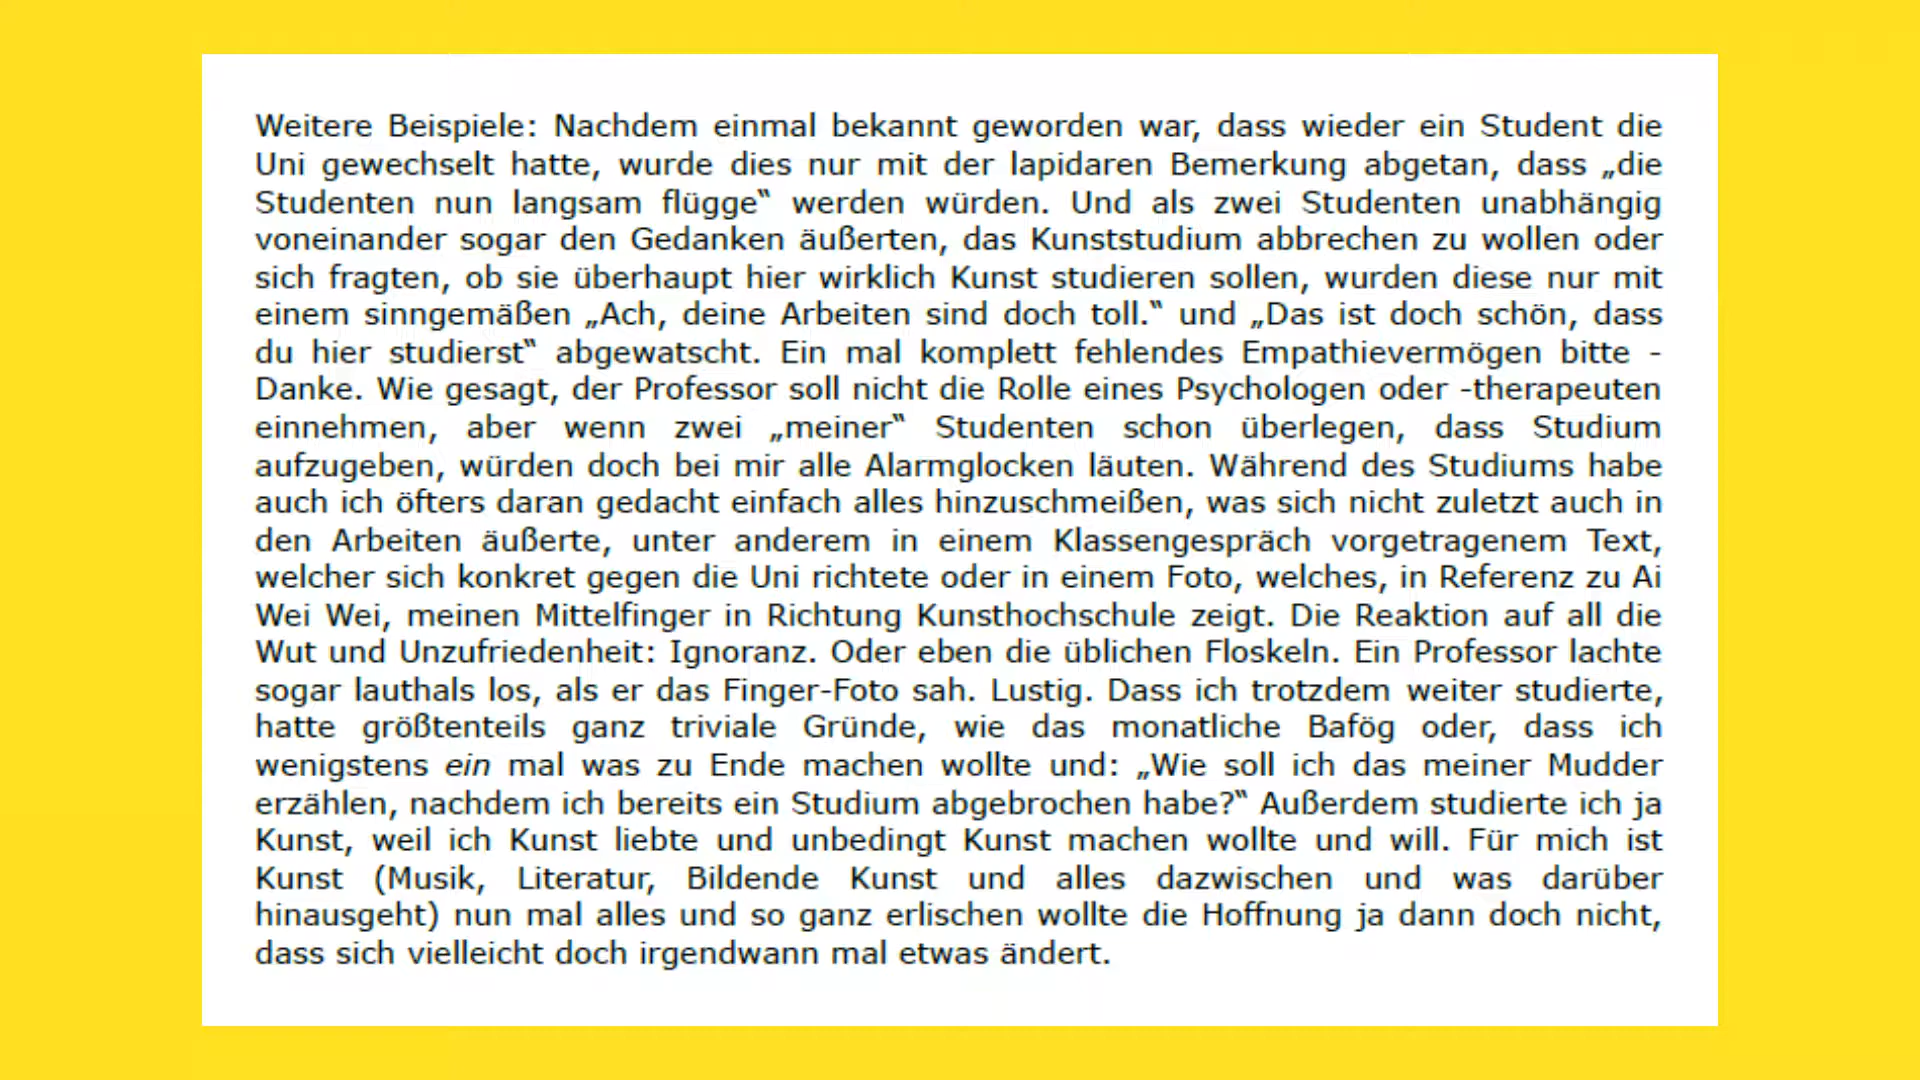 Weitere Beispiele: Nachdem einmal bekannt geworden war, dass wieder ein Student die
Uni gewechselt hatte, wurde dies nur mit der lapidaren Bemerkung abgetan, dass „die
Studenten nun langsam flügge‟ werden würden. Und als zwei Studenten unabhängig
voneinander sogar den Gedanken äußerten, das Kunststudium abbrechen zu wollen oder
sich fragten, ob sie überhaupt hier wirklich Kunst studieren sollen, wurden diese nur mit
einem sinngemäßen „Ach, deine Arbeiten sind doch toll.‟ und „Das ist doch schön, dass
du hier studierst‟ abgewatscht. Ein mal komplett fehlendes Empathievermögen bitte -
Danke. Wie gesagt, der Professor soll nicht die Rolle eines Psychologen oder -therapeuten
einnehmen, aber wenn zwei „meiner‟ Studenten schon überlegen, dass Studium
aufzugeben, würden doch bei mir alle Alarmglocken läuten. Während des Studiums habe
auch ich öfters daran gedacht einfach alles hinzuschmeißen, was sich nicht zuletzt auch in
den Arbeiten äußerte, unter anderem in einem Klassengespräch vorgetragenem Text,
welcher sich konkret gegen die Uni richtete oder in einem Foto, welches, in Referenz zu Ai
Wei Wei, meinen Mittelfinger in Richtung Kunsthochschule zeigt. Die Reaktion auf all die
Wut und Unzufriedenheit: Ignoranz. Oder eben die üblichen Floskeln. Ein Professor lachte
sogar lauthals los, als er das Finger-Foto sah. Lustig. Dass ich trotzdem weiter studierte,
hatte größtenteils ganz triviale Gründe, wie das monatliche Bafög oder, dass ich
wenigstens ein mal was zu Ende machen wollte und: „Wie soll ich das meiner Mudder
erzählen, nachdem ich bereits ein Studium abgebrochen habe?‟ Außerdem studierte ich ja
Kunst, weil ich Kunst liebte und unbedingt Kunst machen wollte und will. Für mich ist
Kunst (Musik, Literatur, Bildende Kunst und alles dazwischen und was darüber
hinausgeht) nun mal alles und so ganz erlischen wollte die Hoffnung ja dann doch nicht,
dass sich vielleicht doch irgendwann mal etwas ändert.